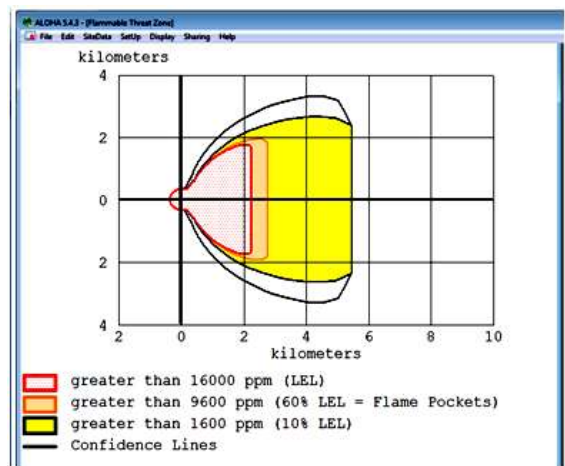 ALOHA 5.4.3 - [Flammable Threat Zone]
File Edit SiteData SetUp Display Sharing Help
kilometers
4
2
0
2
4
2 0 2 4 6 8 10
kilometers
greater than 16000 ppm (LEL)
greater than 9600 ppm (60% LEL = Flame Pockets)
greater than 1600 ppm (10% LEL)
Confidence Lines